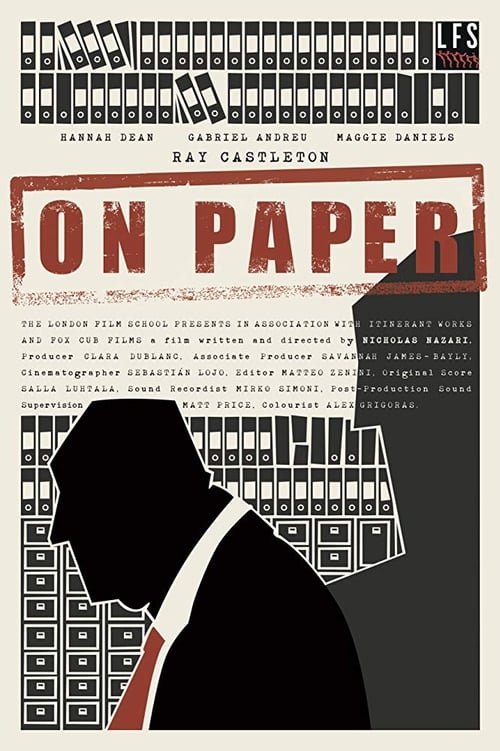 LFS
HANNAH DEAN GABRIEL ANDREU MAGGIE DANIELS
RAY CASTLETON
ON PAPER
THE LONDON FILM SCHOOL PRESENTS IN ASSOCIATION WITH ITINERANT WORKS
AND FOX CUB FILMS a film written and directed by NICHOLAS NAZARI,
Producer CLARA DUBLANC, Associate Producer SAVANNAH JAMES-BAYLY,
Cinematographer SEBASTIÁN LOJO, Editor MATTEO ZENINI, Original Score
SALLA LUHTALA, Sound Recordist MIRKO SIMONI, Post-Production Sound
Supervision MATT PRICE, Colourist ALEX GRIGORAS.